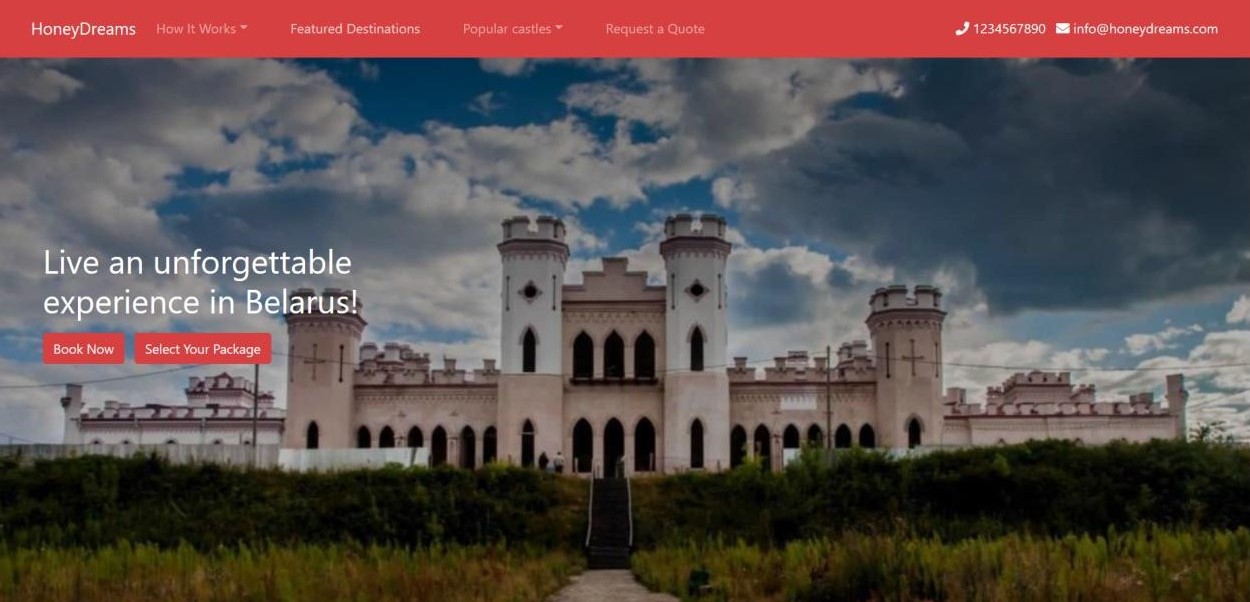 HoneyDreams How It Works Featured Destinations Popular castles Request a Quote 1234567890 info@honeydreams.com
Live an unforgettable
experience in Belarus!
Book Now Select Your Package